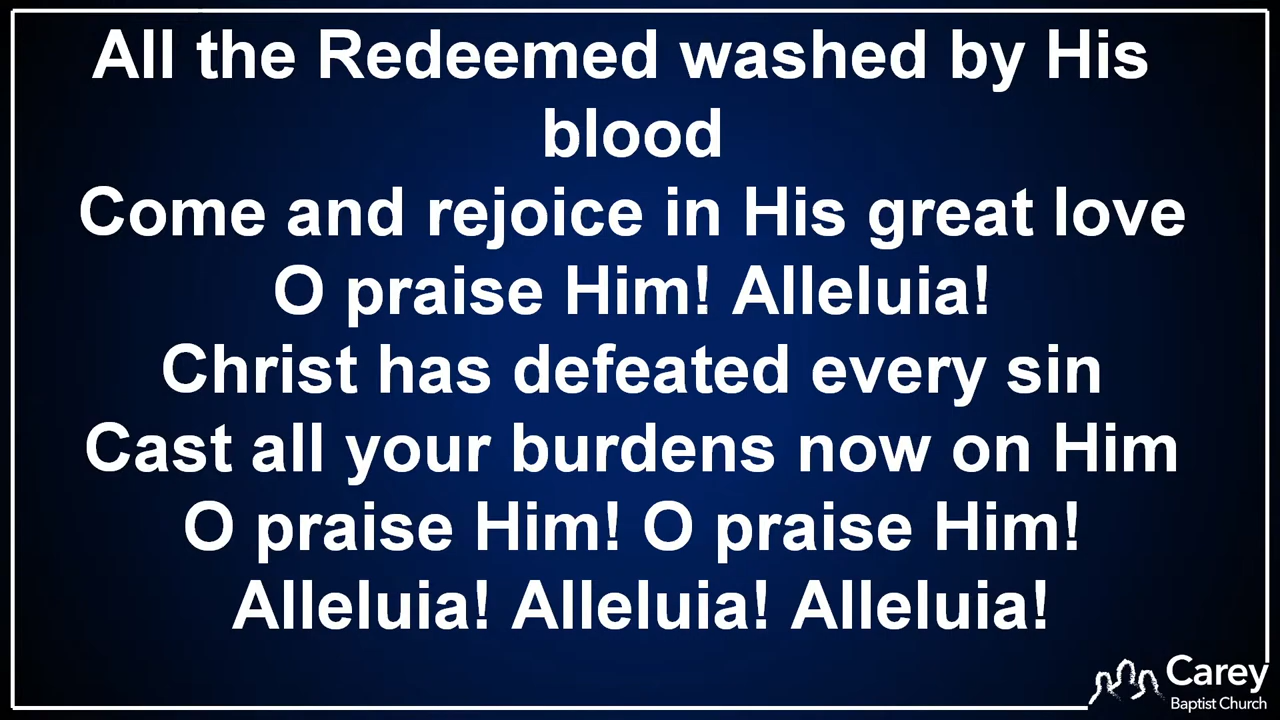 All the Redeemed washed by His
blood
Come and rejoice in His great love
O praise Him! Alleluia!
Christ has defeated every sin
Cast all your burdens now on Him
O praise Him! O praise Him!
Alleluia! Alleluia! Alleluia!
Carey
Baptist Church